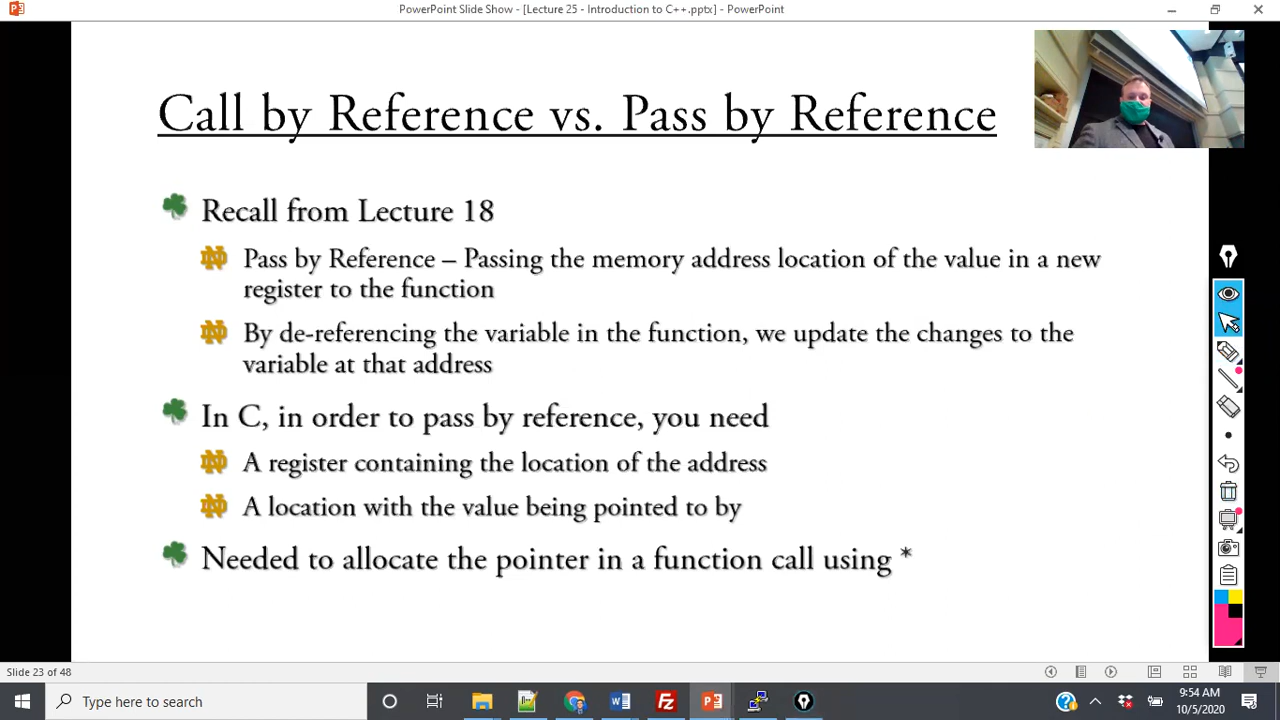 PowerPoint Slide Show - [Lecture 25 - Introduction to C++.pptx] - PowerPoint
Call by Reference vs. Pass by Reference
Recall from Lecture 18
Pass by Reference – Passing the memory address location of the value in a new
register to the function
By de-referencing the variable in the function, we update the changes to the
variable at that address
In C, in order to pass by reference, you need
A register containing the location of the address
A location with the value being pointed to by
Needed to allocate the pointer in a function call using *
Slide 23 of 48
Type here to search
9:54 AM
10/5/2020